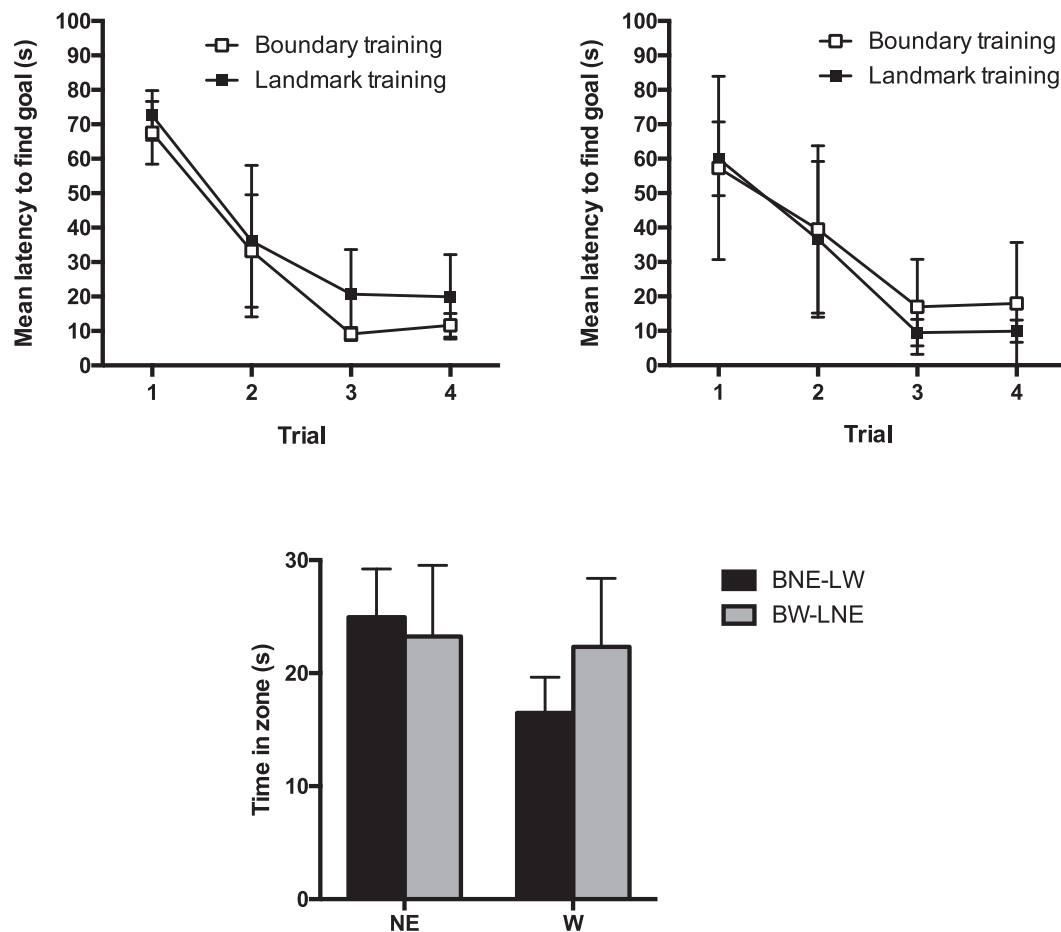 Mean latency to find goal (s)
100
90
80
70
60
50
40
30
20
10
0
Boundary training
Landmark training
1 2 3 4
Trial
Mean latency to find goal (s)
100
90
80
70
60
50
40
30
20
10
0
Boundary training
Landmark training
1 2 3 4
Trial
Time in zone (s)
30
20
10
0
BNE-LW
BW-LNE
NE W